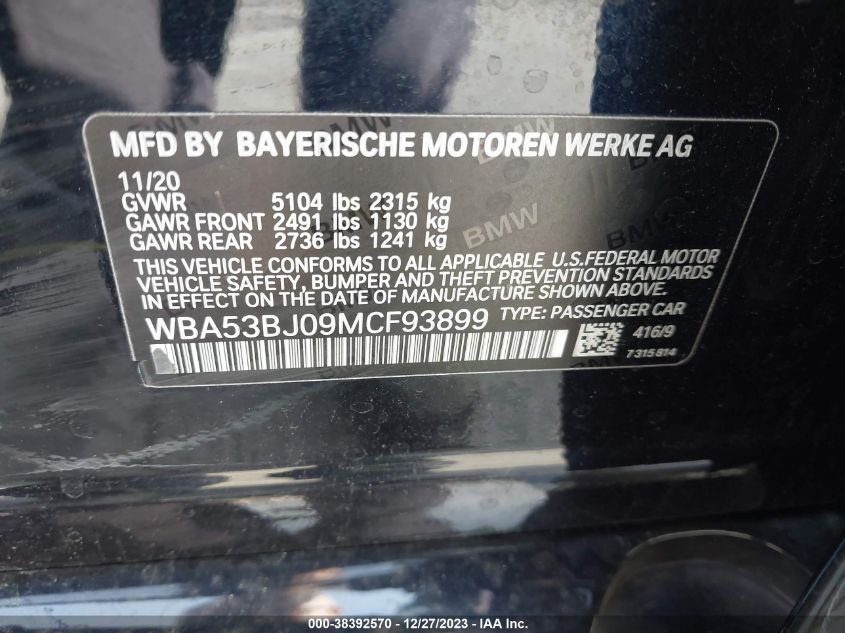 MFD BY BAYERISCHE MOTOREN WERKE AG
11/20
GVWR 5104 lbs 2315 kg
GAWR FRONT 2491 lbs 1130 kg
GAWR REAR 2736 lbs 1241 kg
THIS VEHICLE CONFORMS TO ALL APPLICABLE U.S.FEDERAL MOTOR
VEHICLE SAFETY, BUMPER AND THEFT PREVENTION STANDARDS
IN EFFECT ON THE DATE OF MANUFACTURE SHOWN ABOVE.
WBA53BJ09MCF93899 TYPE: PASSENGER CAR
416/9
7315814
BMW
BMW
BMW
000-38392570 / 12/27/2023 / IAA Inc.